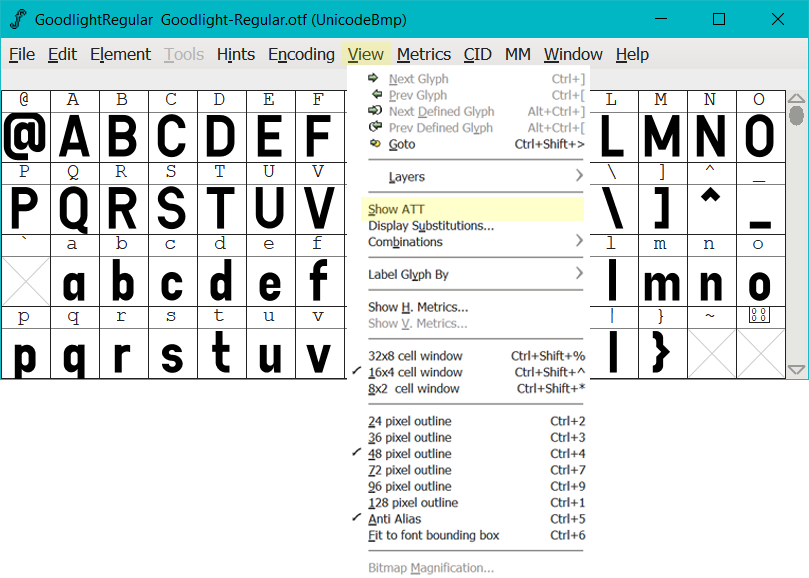 GoodlightRegular Goodlight-Regular.otf (UnicodeBmp)
File Edit Element Tools Hints Encoding View Metrics CID MM Window Help
@ A B C D E F L M N O
@ A B C D E F L M N O
P Q R S T U V \ ] ^ _
P Q R S T U V \ ] ^ _
` a b c d e f l m n o
a b c d e f l m n o
p q r s t u v | } ~
p q r s t u v | }
Next Glyph Ctrl+]
Prev Glyph Ctrl+[
Next Defined Glyph Alt+Ctrl+]
Prev Defined Glyph Alt+Ctrl+[
Goto Ctrl+Shift+>
Layers
Show ATT
Display Substitutions...
Combinations
Label Glyph By
Show H. Metrics...
Show V. Metrics...
32x8 cell window Ctrl+Shift+%
16x4 cell window Ctrl+Shift+^
8x2 cell window Ctrl+Shift+*
24 pixel outline Ctrl+2
36 pixel outline Ctrl+3
48 pixel outline Ctrl+4
72 pixel outline Ctrl+7
96 pixel outline Ctrl+9
128 pixel outline Ctrl+1
Anti Alias Ctrl+5
Fit to font bounding box Ctrl+6
Bitmap Magnification...